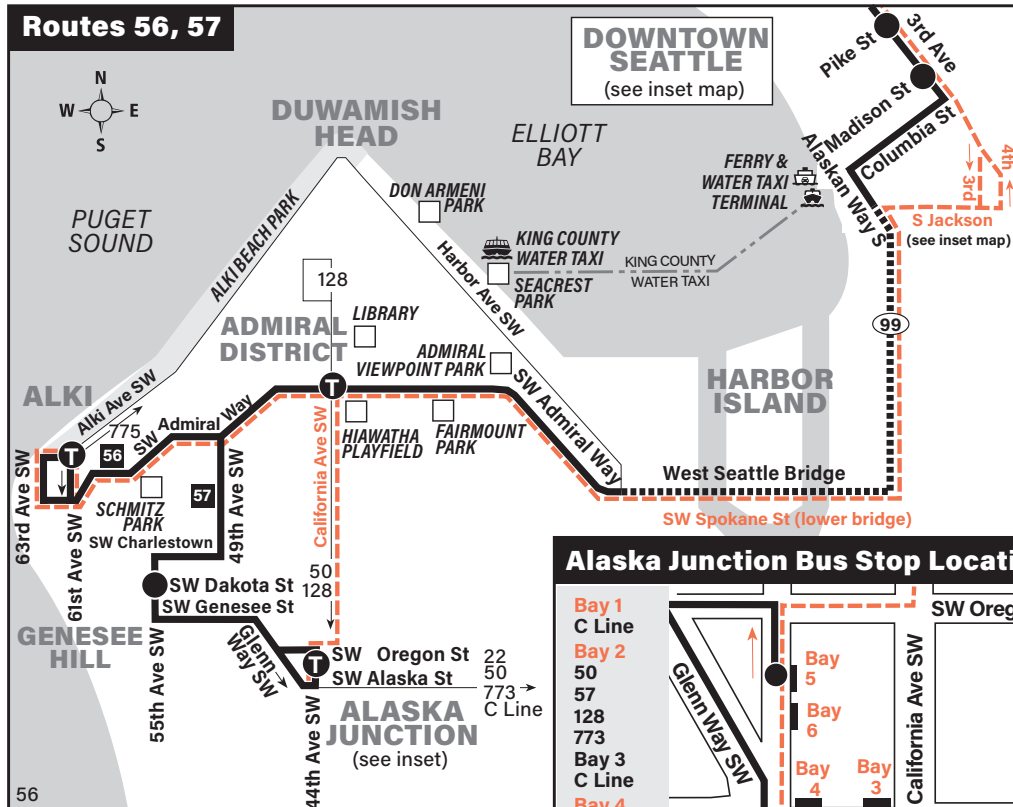 Routes 56, 57
N
W
E
S
PUGET
SOUND
DUWAMISH
HEAD
ELLIOTT
BAY
DOWNTOWN
SEATTLE
(see inset map)
Pike St
3rd Ave
Madison St
Columbia St
Alaskan Way S
4th
3rd
S Jackson
(see inset map)
FERRY &
WATER TAXI
TERMINAL
DON ARMENI
PARK
ALKI BEACH PARK
KING COUNTY
WATER TAXI
SEACREST
PARK
KING COUNTY
WATER TAXI
Harbor Ave SW
128
LIBRARY
ADMIRAL
DISTRICT
ADMIRAL
VIEWPOINT PARK
99
HARBOR
ISLAND
T
ALKI
Alki Ave SW
775
T
56
SW
Admiral Way
SW Admiral Way
HIAWATHA
PLAYFIELD
FAIRMOUNT
PARK
West Seattle Bridge
SW Spokane St (lower bridge)
63rd Ave SW
61st Ave SW
SCHMITZ
PARK
57
49th Ave SW
California Ave SW
SW Charlestown
SW Dakota St
SW Genesee St
50
128
GENESEE
HILL
55th Ave SW
Glenn
Way SW
T
SW Oregon St
SW Alaska St
22
50
773
C Line
44th Ave SW
ALASKA
JUNCTION
(see inset)
56
Alaska Junction Bus Stop Locati
Bay 1
C Line
Bay 2
50
57
128
773
Bay 3
C Line
Bay 4
Glenn Way SW
Bay
5
Bay
6
Bay
4
Bay
3
California Ave SW
SW Oreg